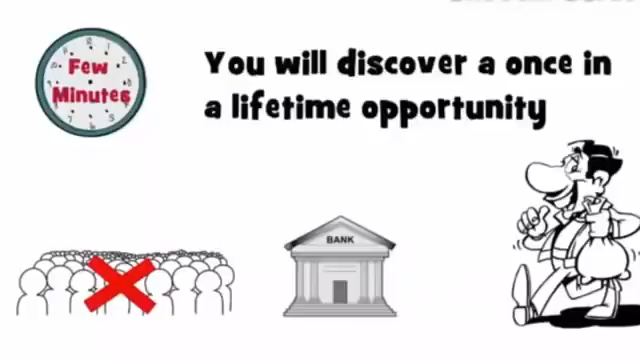 Few
Minutes
You will discover a once in
a lifetime opportunity
BANK